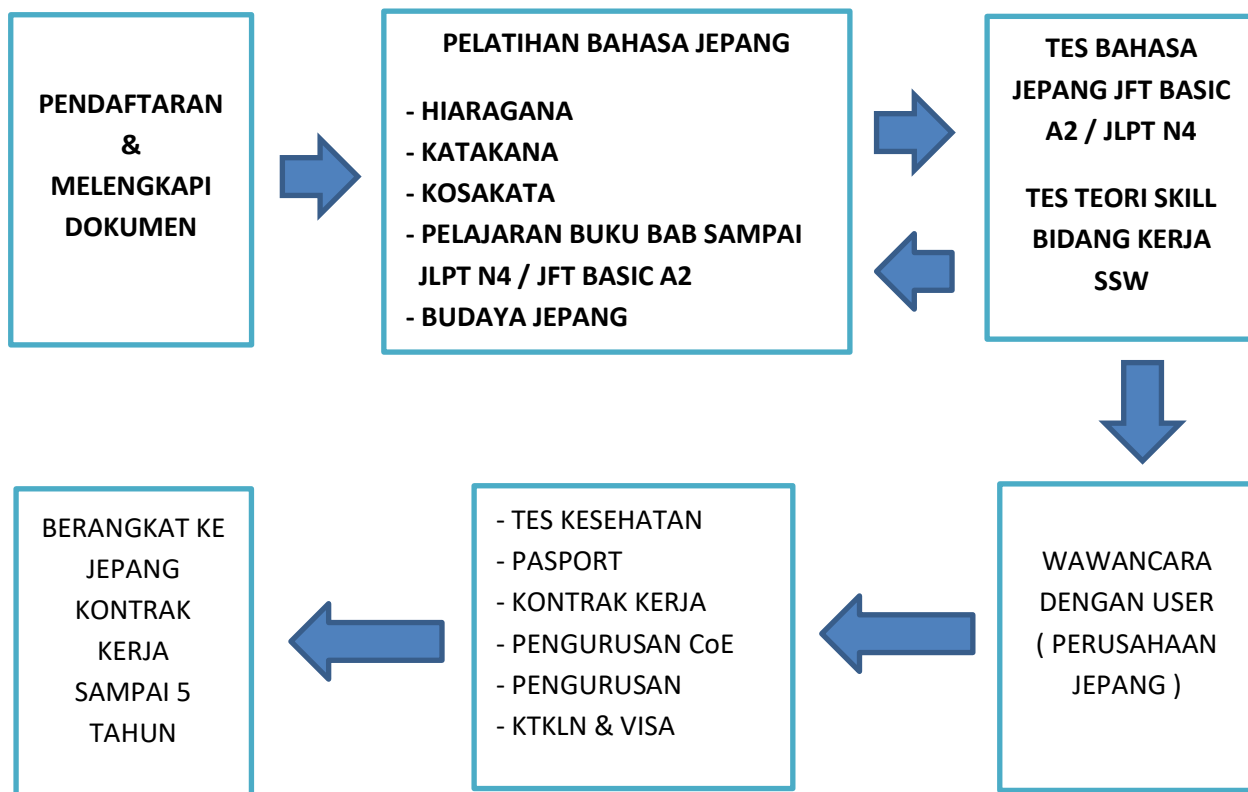 PENDAFTARAN
&
MELENGKAPI
DOKUMEN
PELATIHAN BAHASA JEPANG
- HIARAGANA
- KATAKANA
- KOSAKATA
- PELAJARAN BUKU BAB SAMPAI
JLPT N4 / JFT BASIC A2
- BUDAYA JEPANG
TES BAHASA
JEPANG JFT BASIC
A2 / JLPT N4
TES TEORI SKILL
BIDANG KERJA
SSW
WAWANCARA
DENGAN USER
( PERUSAHAAN
JEPANG )
- TES KESEHATAN
- PASPORT
- KONTRAK KERJA
- PENGURUSAN CoE
- PENGURUSAN
- KTKLN & VISA
BERANGKAT KE
JEPANG
KONTRAK
KERJA
SAMPAI 5
TAHUN